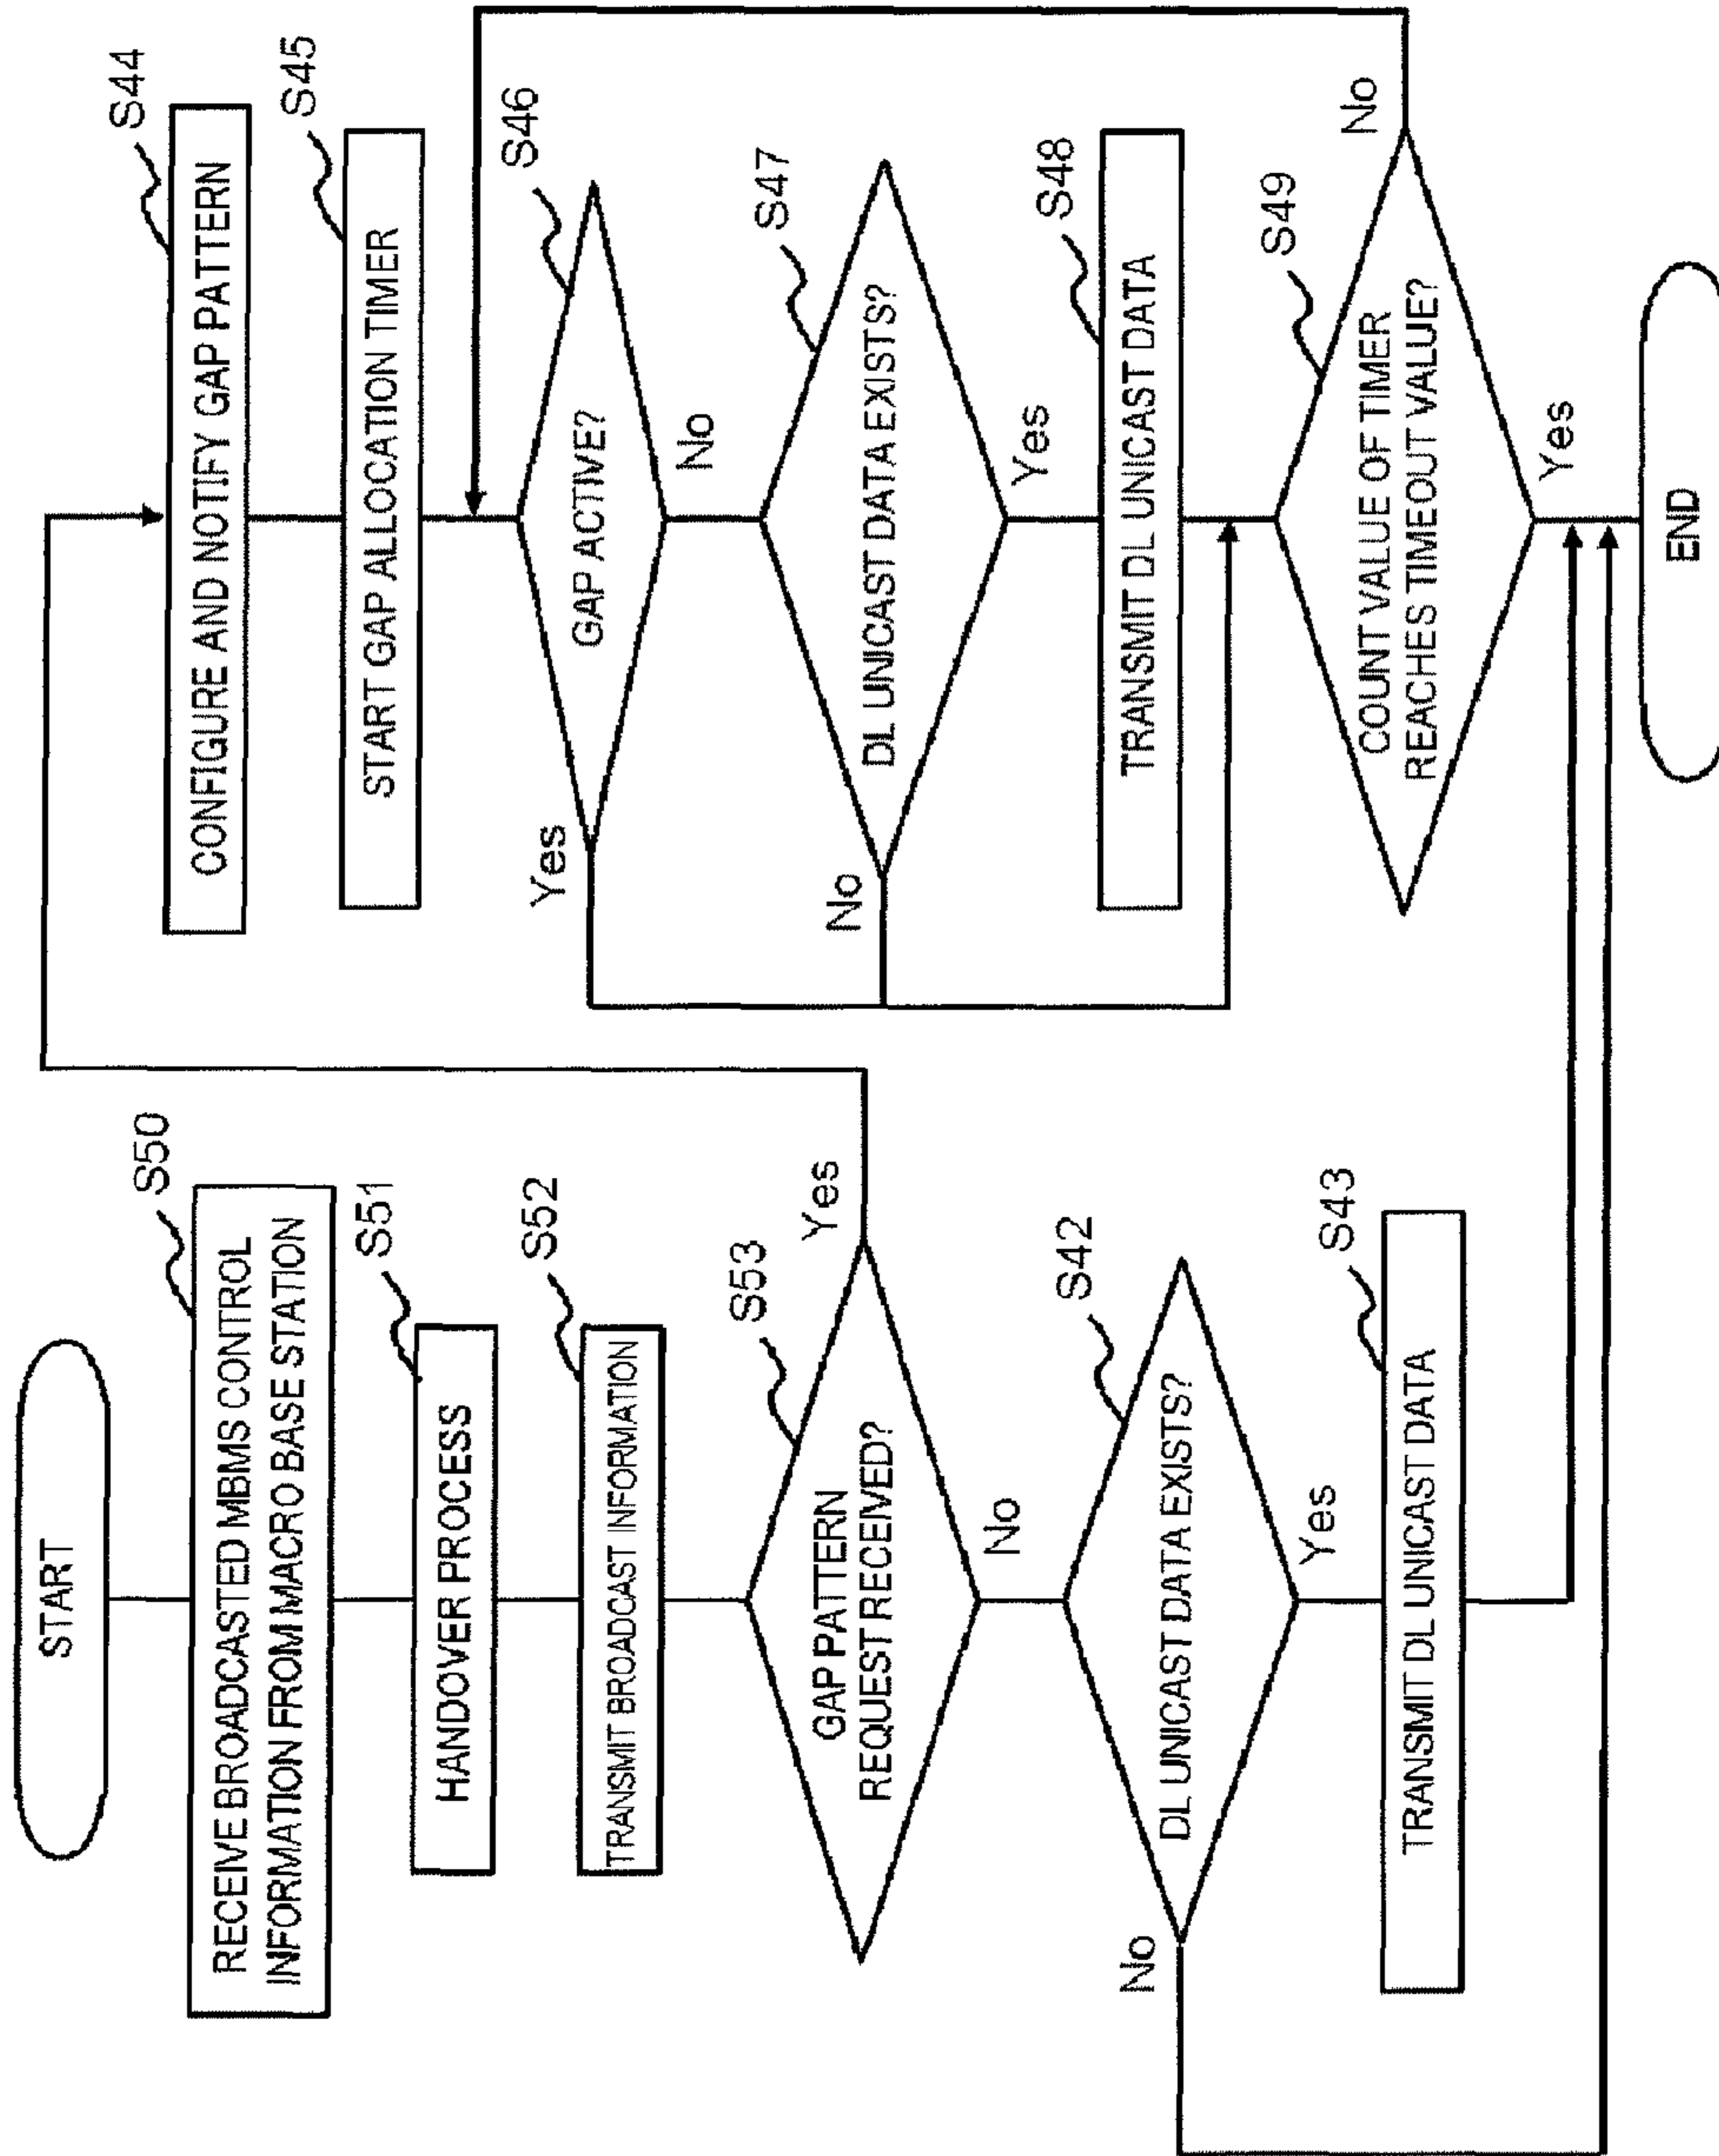 START
S50
RECEIVE BROADCASTED MBMS CONTROL
INFORMATION FROM MACRO BASE STATION
S51
HANDOVER PROCESS
S52
TRANSMIT BROADCAST INFORMATION
S53
GAP PATTERN
REQUEST RECEIVED?
Yes
No
S42
DL UNICAST DATA EXISTS?
No
Yes
S43
TRANSMIT DL UNICAST DATA
S44
CONFIGURE AND NOTIFY GAP PATTERN
S45
START GAP ALLOCATION TIMER
S46
GAP ACTIVE?
Yes
No
S47
DL UNICAST DATA EXISTS?
No
Yes
S48
TRANSMIT DL UNICAST DATA
S49
COUNT VALUE OF TIMER
REACHES TIMEOUT VALUE?
No
Yes
END